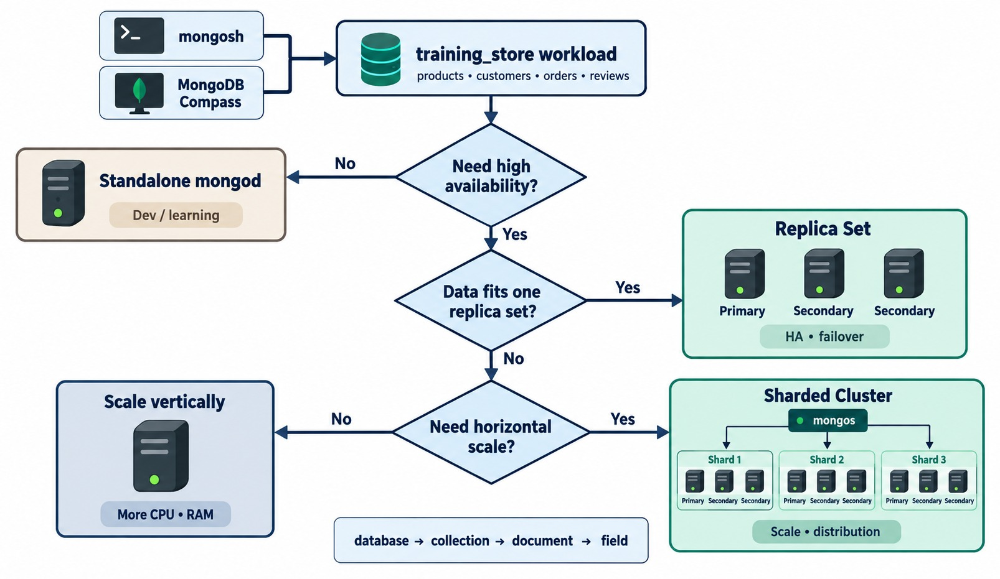 >_
mongosh
MongoDB
Compass
training_store workload
products • customers • orders • reviews
Need high
availability?
No
Standalone mongod
Dev / learning
Yes
Data fits one
replica set?
Yes
Replica Set
Primary
Secondary
Secondary
HA • failover
No
Need horizontal
scale?
No
Scale vertically
More CPU • RAM
Yes
Sharded Cluster
mongos
Shard 1
Primary Secondary Secondary
Shard 2
Primary Secondary Secondary
Shard 3
Primary Secondary Secondary
Scale • distribution
database → collection → document → field